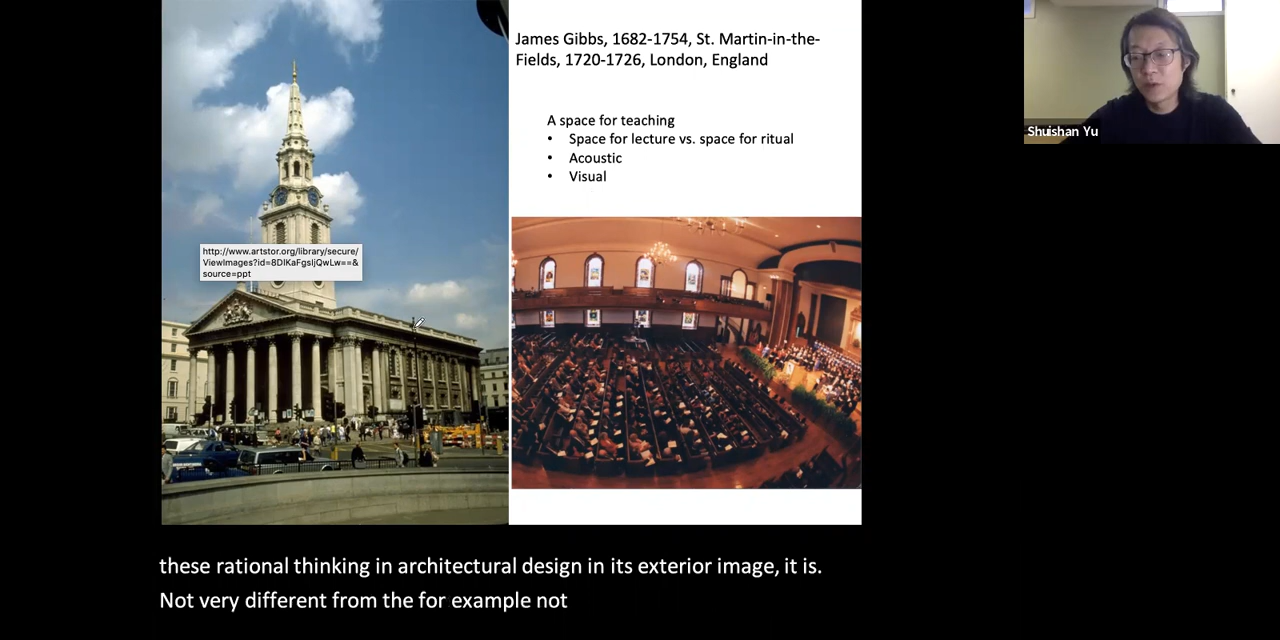 James Gibbs, 1682-1754, St. Martin-in-the-
Fields, 1720-1726, London, England
A space for teaching
• Space for lecture vs. space for ritual
• Acoustic
• Visual
http://www.artstor.org/library/secure/
ViewImages?id=8DlKaFgsljQwLw==&
source=ppt
Shuishan Yu
these rational thinking in architectural design in its exterior image, it is.
Not very different from the for example not